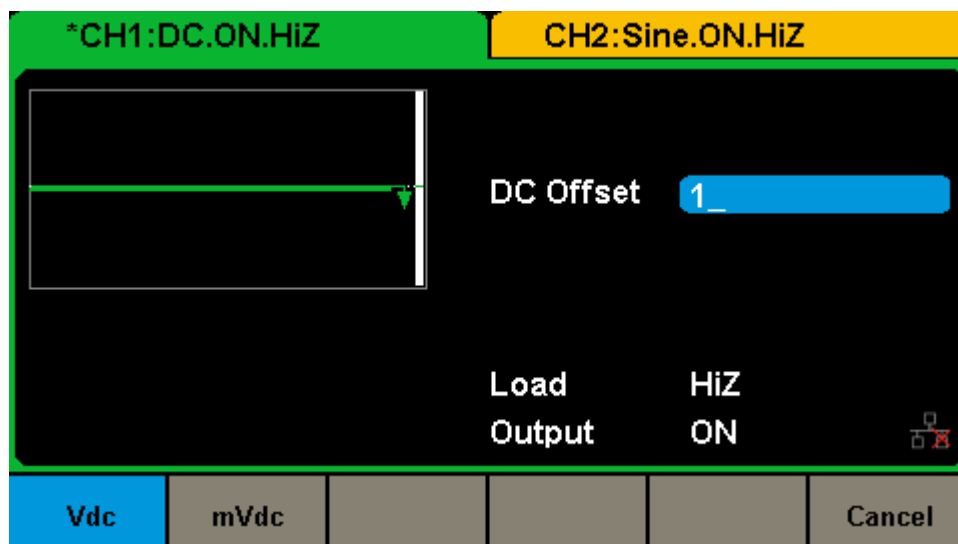 *CH1:DC.ON.HiZ
CH2:Sine.ON.HiZ
DC Offset 1_
Load HiZ
Output ON
Vdc mVdc Cancel